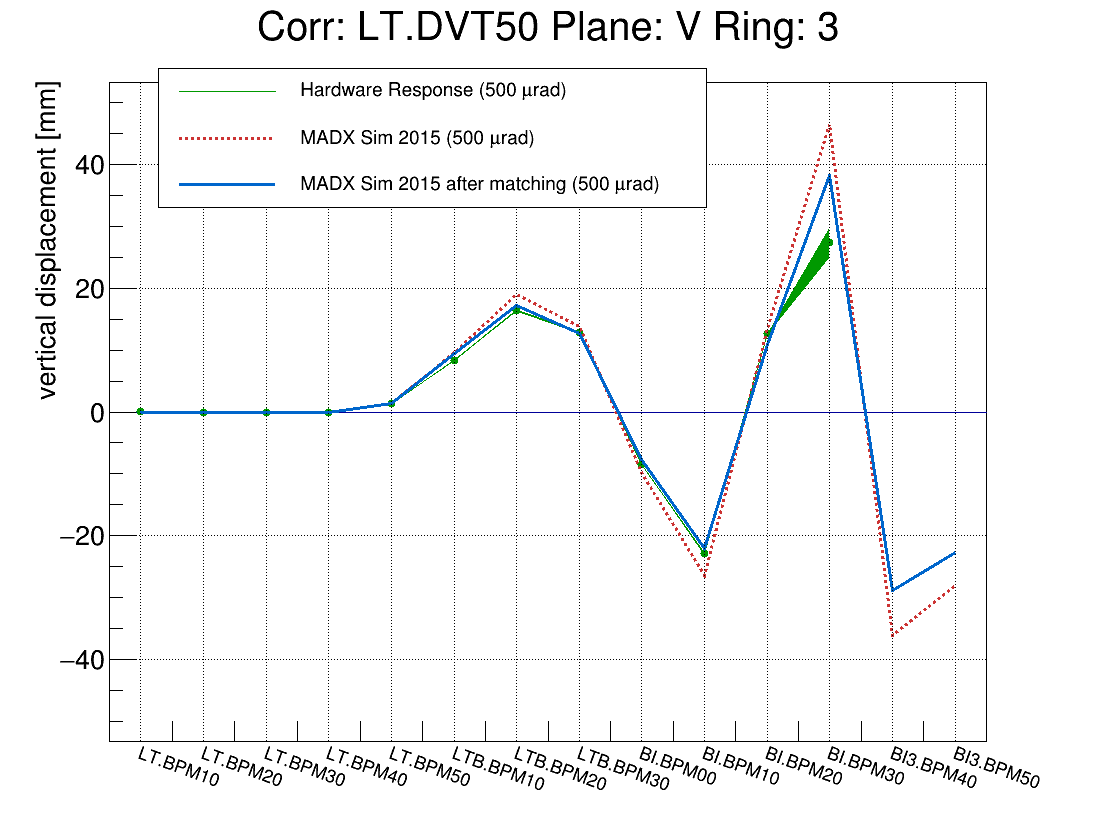 Corr: LT.DVT50 Plane: V Ring: 3
Hardware Response (500 μrad)
MADX Sim 2015 (500 μrad)
MADX Sim 2015 after matching (500 μrad)
vertical displacement [mm]
40
20
0
−20
−40
LT.BPM10
LT.BPM20
LT.BPM30
LT.BPM40
LT.BPM50
LTB.BPM10
LTB.BPM20
LTB.BPM30
BI.BPM00
BI.BPM10
BI.BPM20
BI.BPM30
BI3.BPM40
BI3.BPM50